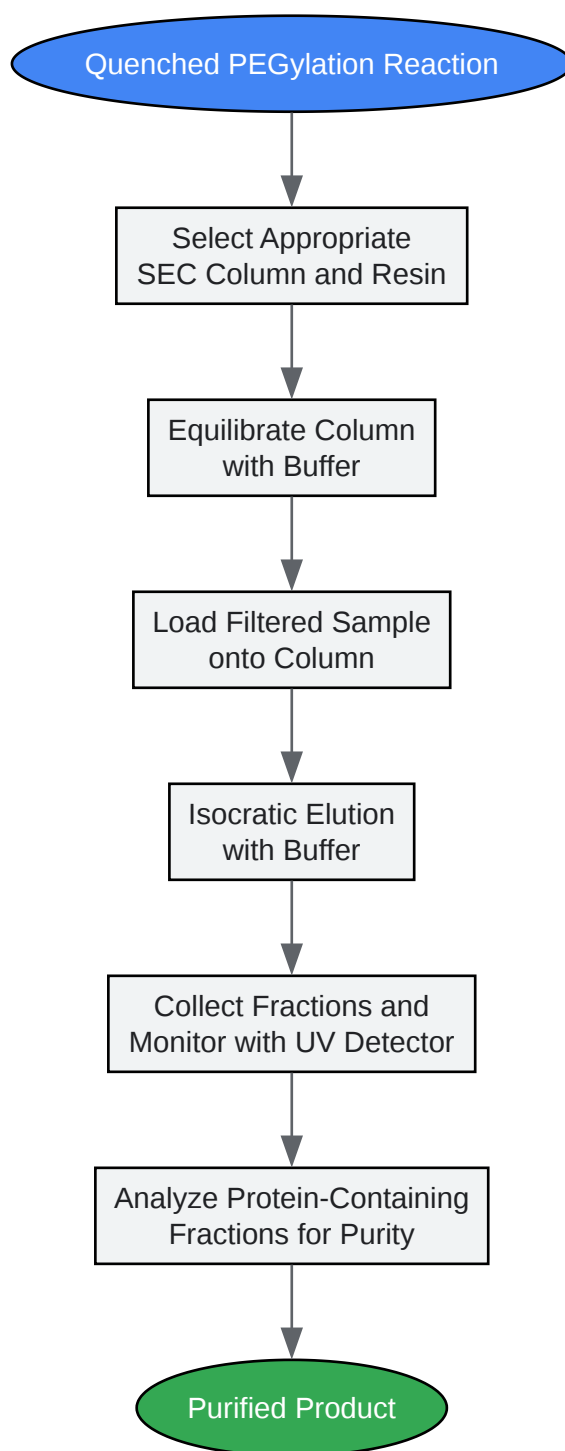 Quenched PEGylation Reaction
Select Appropriate
SEC Column and Resin
Equilibrate Column
with Buffer
Load Filtered Sample
onto Column
Isocratic Elution
with Buffer
Collect Fractions and
Monitor with UV Detector
Analyze Protein-Containing
Fractions for Purity
Purified Product